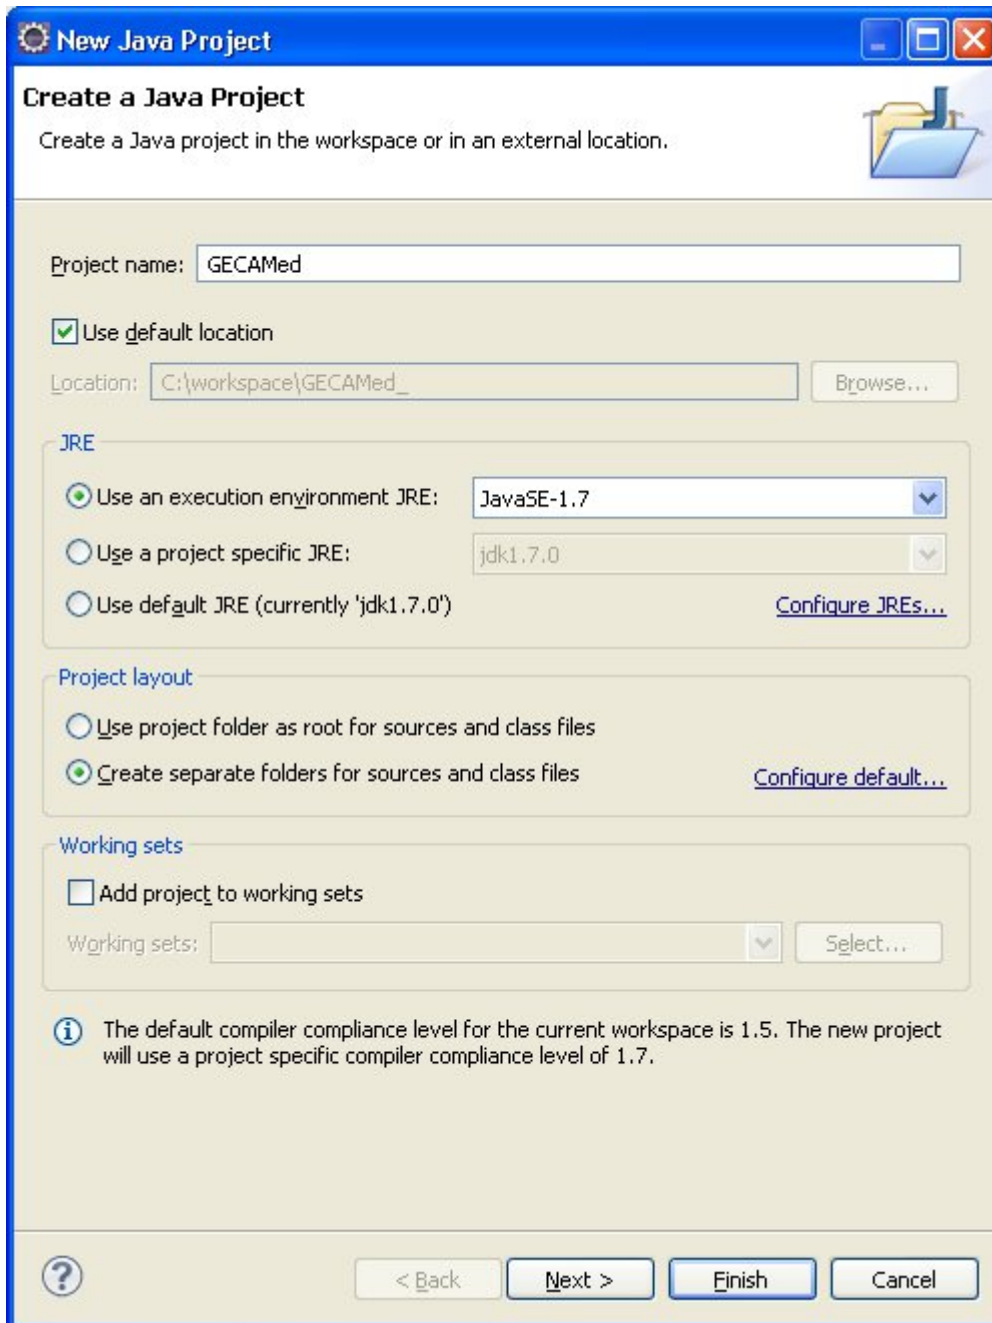 New Java Project
Create a Java Project
Create a Java project in the workspace or in an external location.
Project name: GECAMed
Use default location
Location: C:\workspace\GECAMed_ Browse...
JRE
Use an execution environment JRE: JavaSE-1.7
Use a project specific JRE: jdk1.7.0
Use default JRE (currently 'jdk1.7.0') Configure JREs...
Project layout
Use project folder as root for sources and class files
Create separate folders for sources and class files Configure default...
Working sets
Add project to working sets
Working sets: Select...
The default compiler compliance level for the current workspace is 1.5. The new project
will use a project specific compiler compliance level of 1.7.
? < Back Next > Finish Cancel